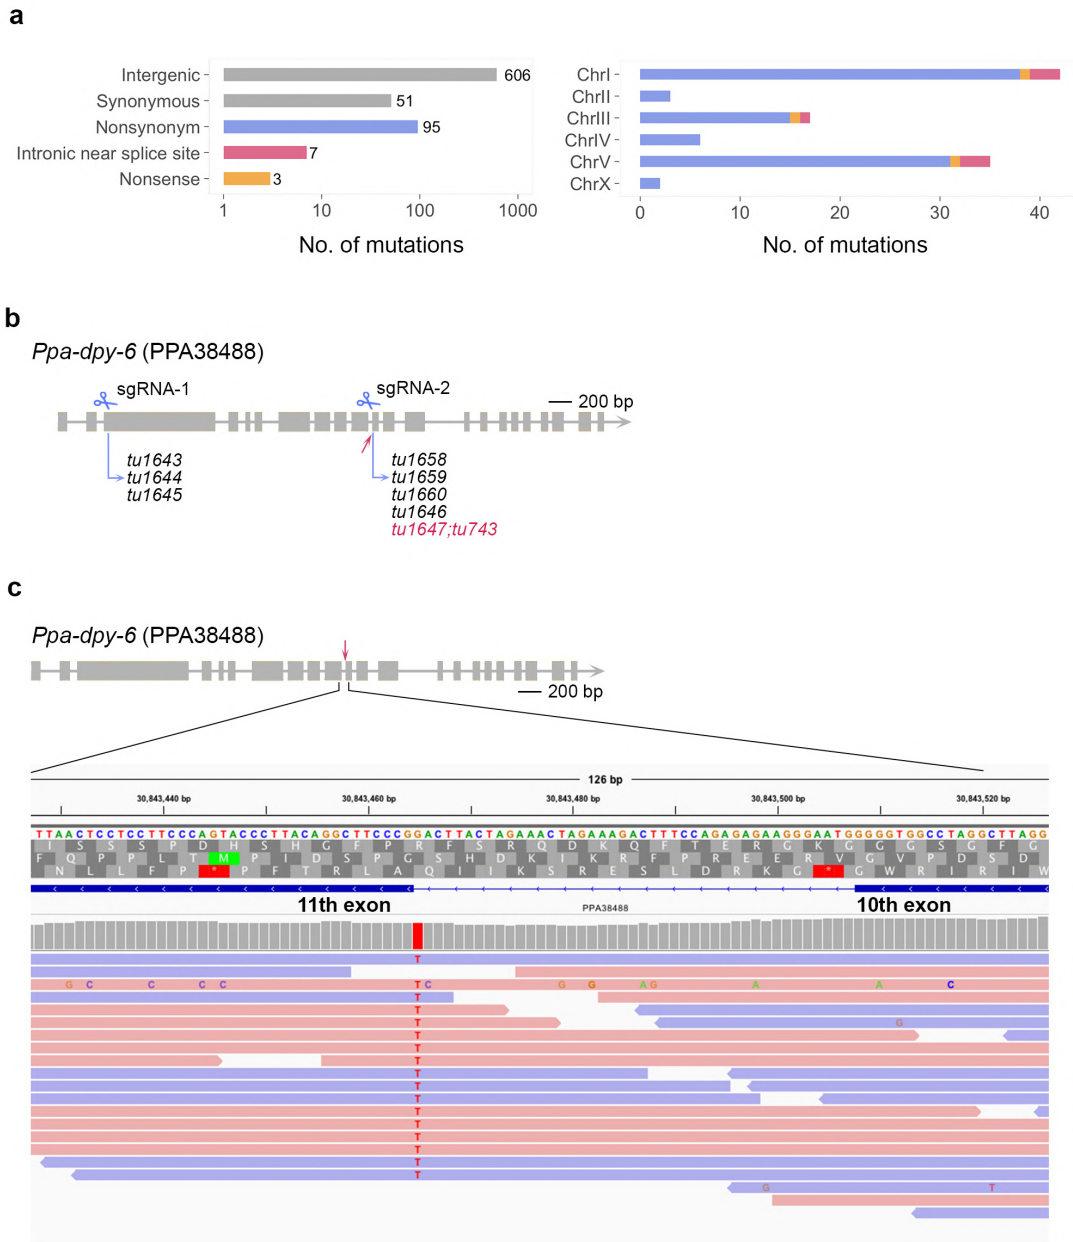 a
Intergenic
606
Synonymous
51
Nonsynonym
95
Intronic near splice site
7
Nonsense
3
1 10 100 1000
No. of mutations
ChrI
ChrII
ChrIII
ChrIV
ChrV
ChrX
0 10 20 30 40
No. of mutations
b
Ppa-dpy-6 (PPA38488)
sgRNA-1
sgRNA-2
200 bp
tu1643
tu1644
tu1645
tu1658
tu1659
tu1660
tu1646
tu1647;tu743
c
Ppa-dpy-6 (PPA38488)
200 bp
126 bp
30,843,440 bp 30,843,460 bp 30,843,480 bp 30,843,500 bp 30,843,520 bp
TTAACTCCTCCTTCCCAGTACCCTTACAGGCTTCCCGGACTTACTAGAAACTAGAAAGACTTTCCAGAGAGAAGGGAATGGGGGTGGCCTAGGCTTAGG
I S S S P D H S H G F P R F S R Q D K Q F T E R G K G G G S G F G
F Q P P L T M P I D S P G S H D K I K R F P R E E R V G V P D S D
N L L F P * P F T R L A Q I I K S R E S L D R K G * G W R I R I W
11th exon
PPA38488
10th exon
T
G C C C C T C G G A G A A C
T
T
T G
T
T
T
T
T
T
T
T
T
T
T
T
G T